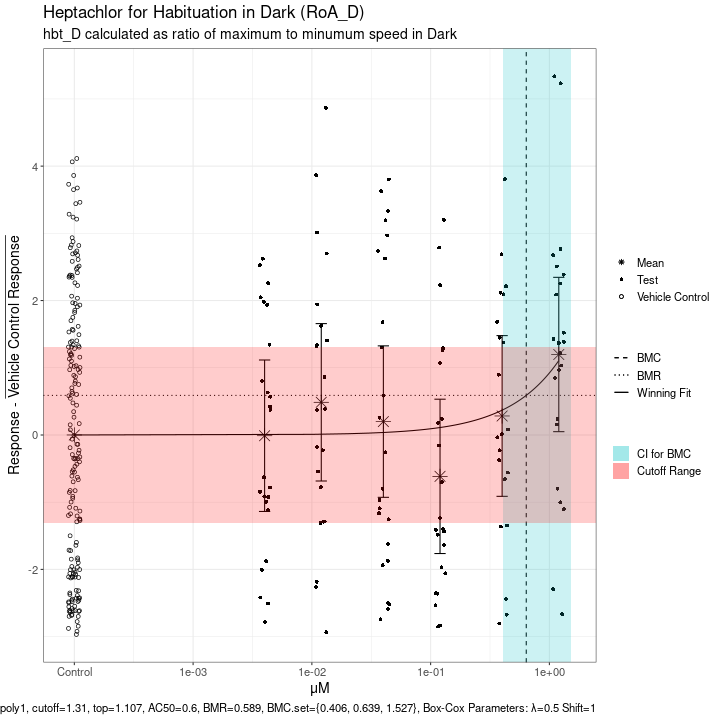 Heptachlor for Habituation in Dark (RoA_D)
hbt_D calculated as ratio of maximum to minumum speed in Dark
Response - Vehicle Control Response
4
2
0
-2
Control
1e-03
1e-02
1e-01
1e+00
μM
Mean
Test
Vehicle Control
BMC
BMR
Winning Fit
CI for BMC
Cutoff Range
poly1, cutoff=1.31, top=1.107, AC50=0.6, BMR=0.589, BMC.set={0.406, 0.639, 1.527}, Box-Cox Parameters: λ=0.5 Shift=1